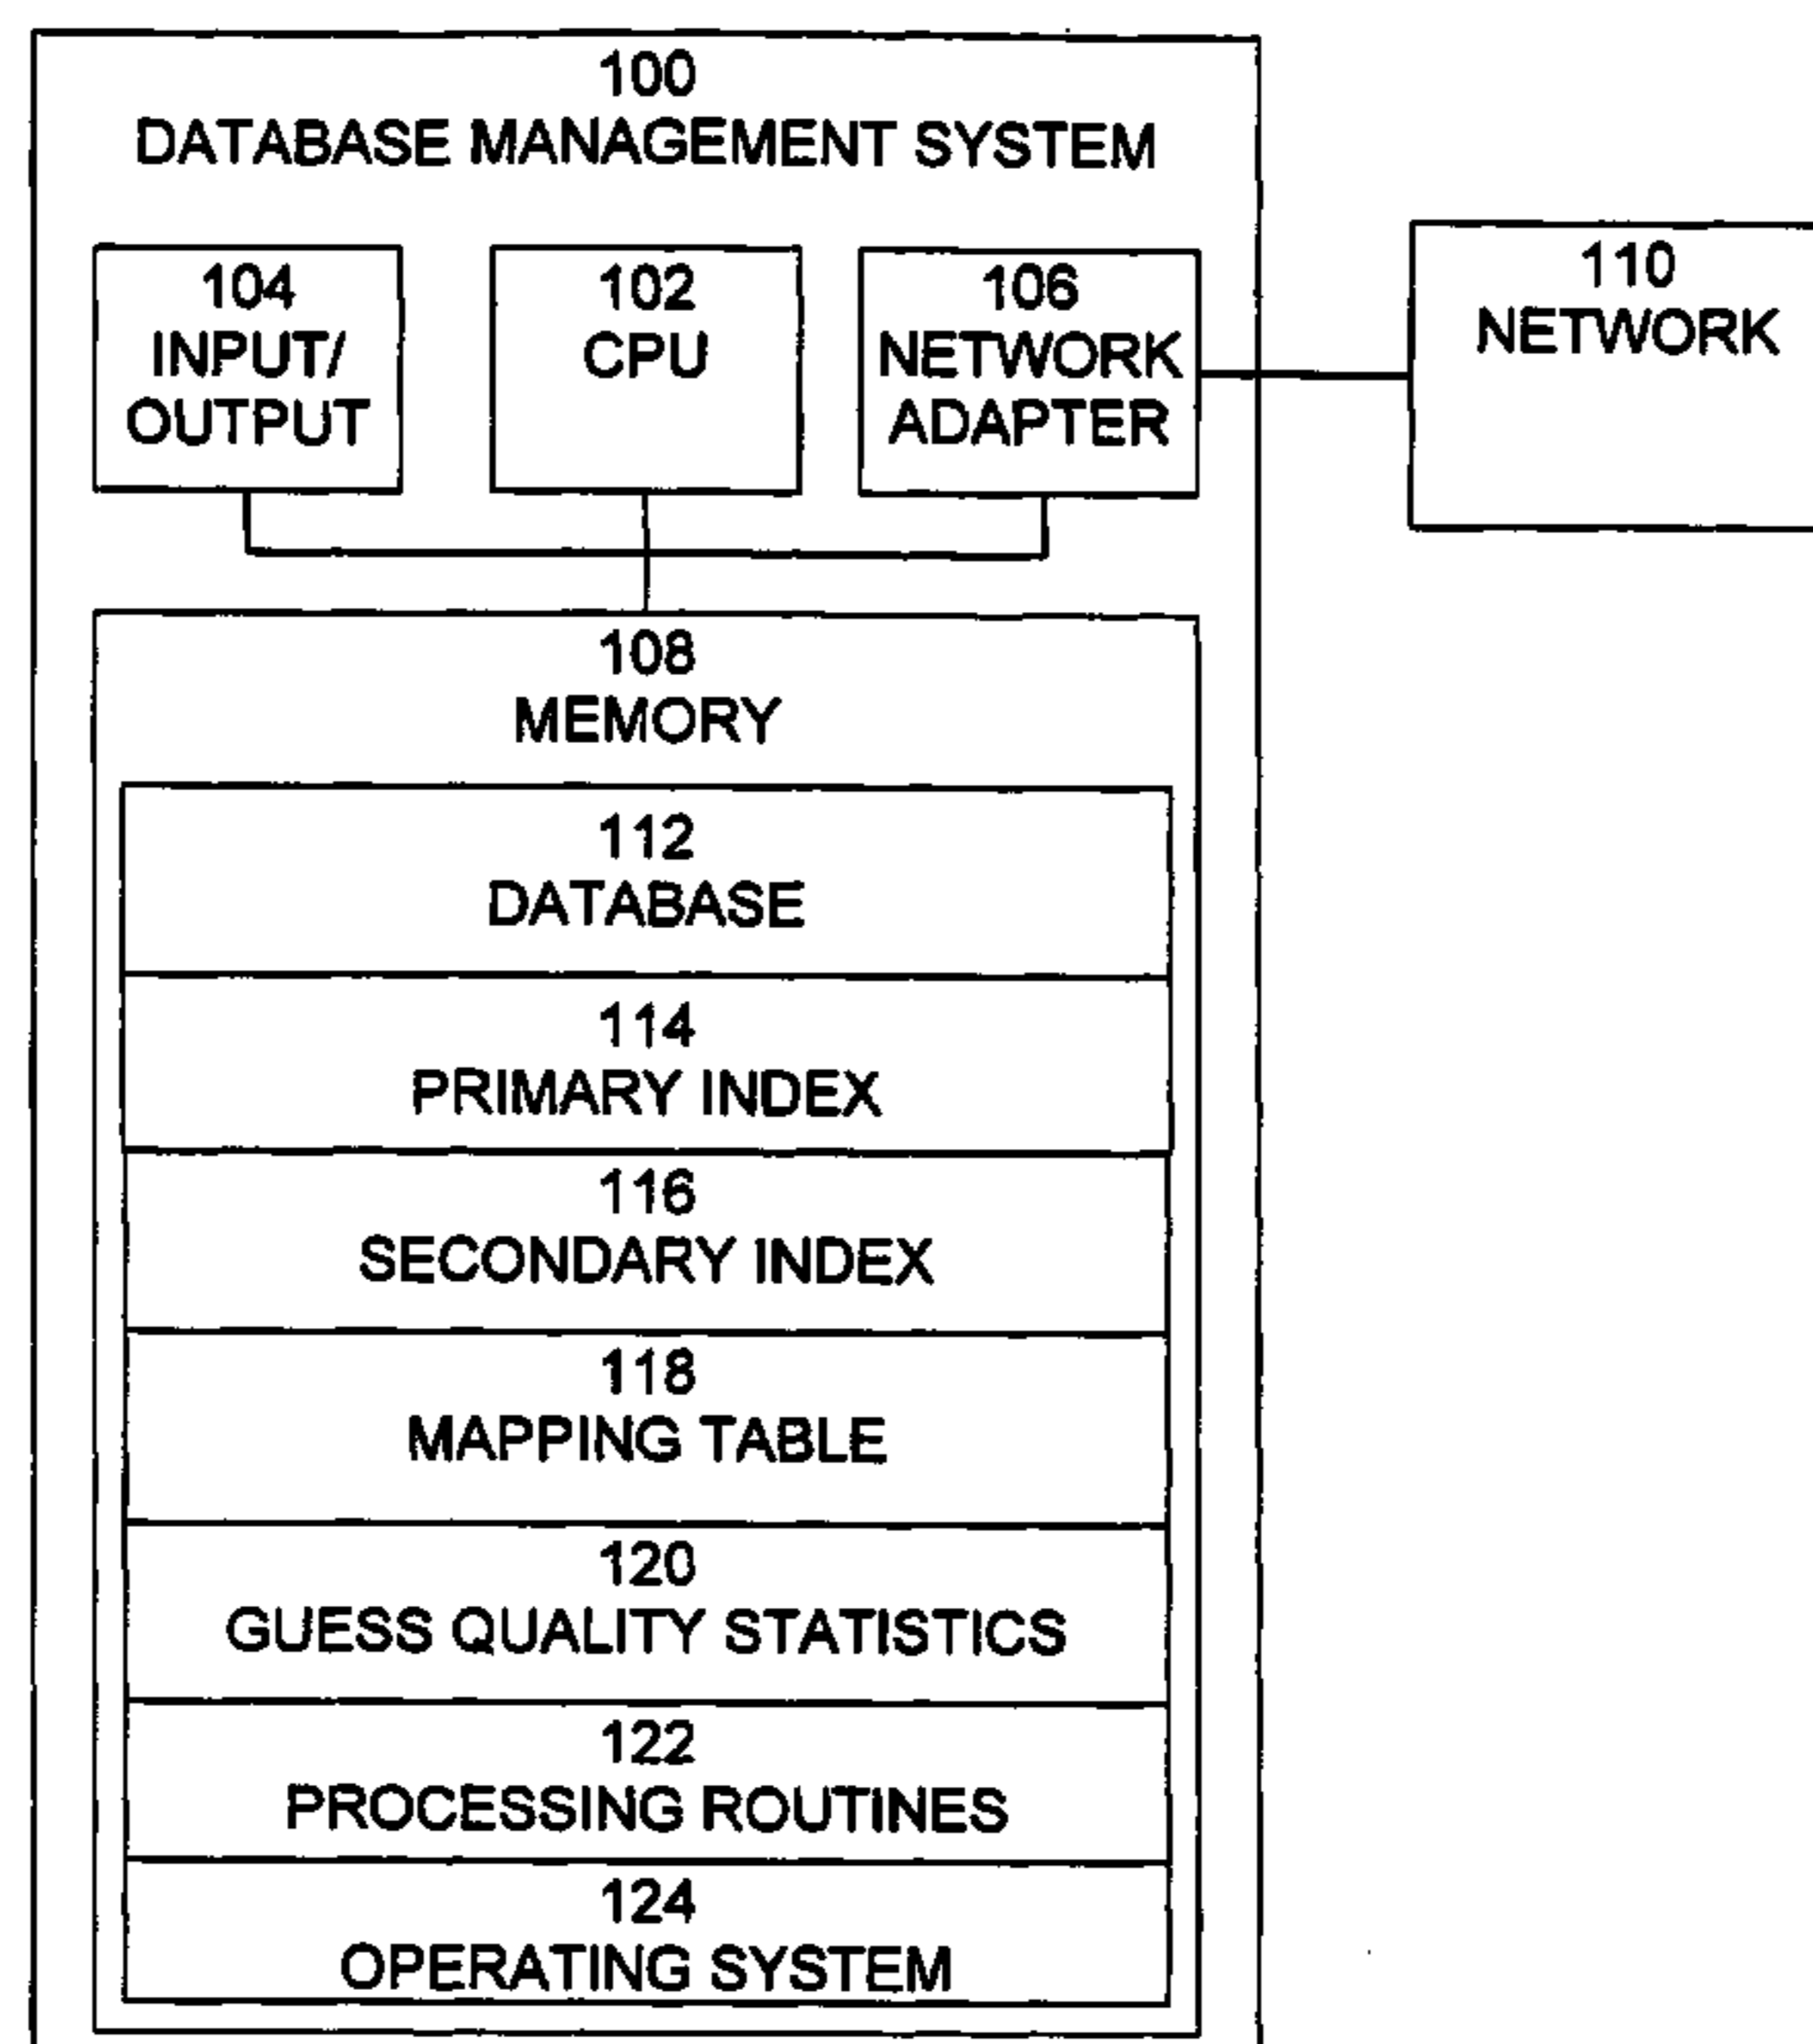 100
DATABASE MANAGEMENT SYSTEM
104
INPUT/
OUTPUT
102
CPU
106
NETWORK
ADAPTER
110
NETWORK
108
MEMORY
112
DATABASE
114
PRIMARY INDEX
116
SECONDARY INDEX
118
MAPPING TABLE
120
GUESS QUALITY STATISTICS
122
PROCESSING ROUTINES
124
OPERATING SYSTEM